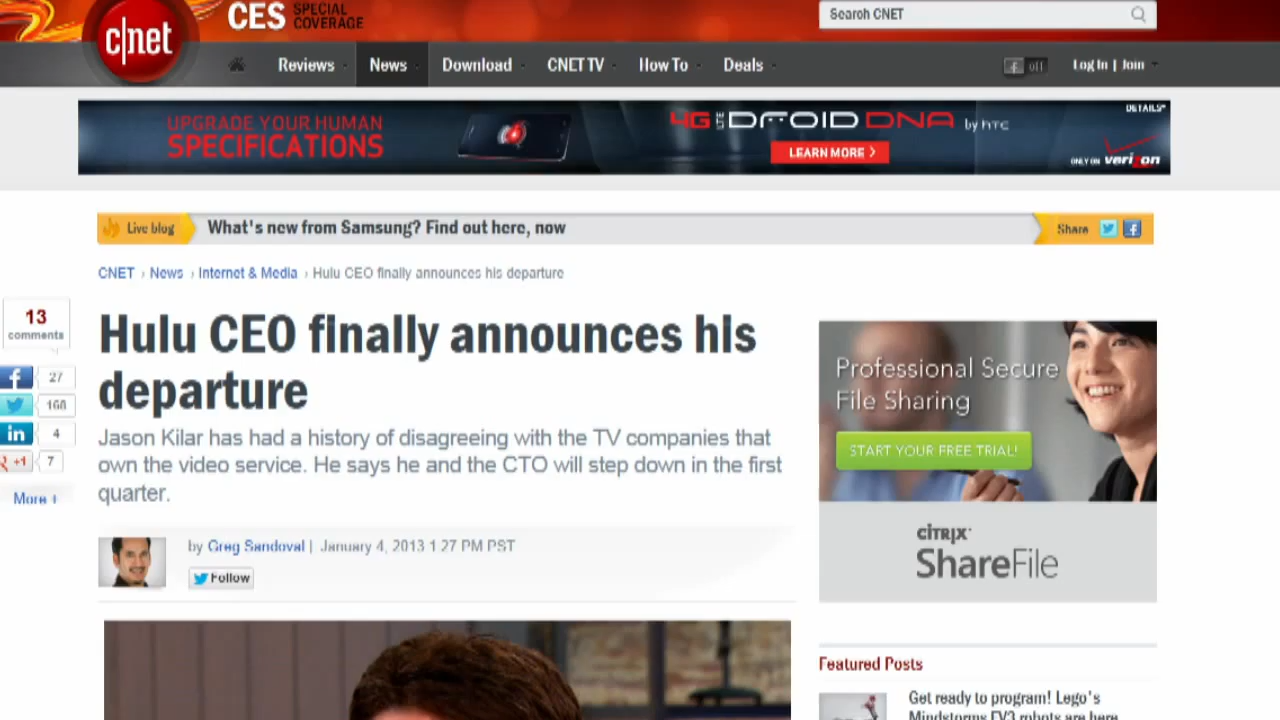 CES SPECIAL COVERAGE
Search CNET
c|net
Reviews News Download CNET TV How To Deals
off Log In | Join
UPGRADE YOUR HUMAN SPECIFICATIONS
4G LTE DROID DNA by HTC
LEARN MORE >
DETAILS*
ONLY ON verizon
Live blog What's new from Samsung? Find out here, now Share
CNET › News › Internet & Media › Hulu CEO finally announces his departure
13
comments
27
168
4
+1 7
More +
Hulu CEO finally announces his
departure
Jason Kilar has had a history of disagreeing with the TV companies that
own the video service. He says he and the CTO will step down in the first
quarter.
by Greg Sandoval | January 4, 2013 1:27 PM PST
Follow
Professional Secure
File Sharing
START YOUR FREE TRIAL!
CITRIX
ShareFile
Featured Posts
Get ready to program! Lego's
Mindstorms EV3 robots are here